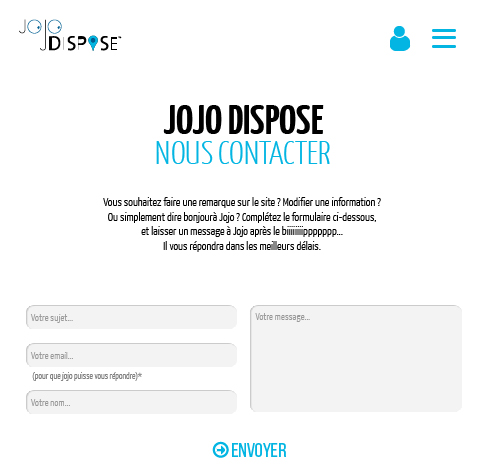 JOJO
DISPOSE
JOJO DISPOSE
NOUS CONTACTER
Vous souhaitez faire une remarque sur le site ? Modifier une information ?
Ou simplement dire bonjourà Jojo ? Complétez le formulaire ci-dessous,
et laisser un message à Jojo après le biiiiiiiippppppp...
Il vous répondra dans les meilleurs délais.
Votre sujet...
Votre message...
Votre email...
(pour que jojo puisse vous répondre)*
Votre nom...
ENVOYER